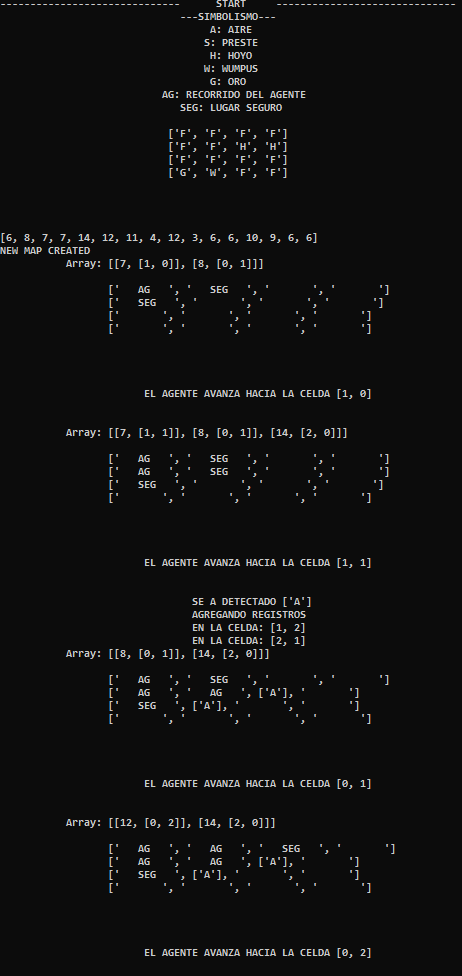 ------------------------------ START ------------------------------
---SIMBOLISMO---
A: AIRE
S: PRESTE
H: HOYO
W: WUMPUS
G: ORO
AG: RECORRIDO DEL AGENTE
SEG: LUGAR SEGURO
['F', 'F', 'F', 'F']
['F', 'F', 'H', 'H']
['F', 'F', 'F', 'F']
['G', 'W', 'F', 'F']
[6, 8, 7, 7, 14, 12, 11, 4, 12, 3, 6, 6, 10, 9, 6, 6]
NEW MAP CREATED
Array: [[7, [1, 0]], [8, [0, 1]]]
['   AG   ', '   SEG   ', '       ', '       ']
['   SEG   ', '       ', '       ', '       ']
['       ', '       ', '       ', '       ']
['       ', '       ', '       ', '       ']
EL AGENTE AVANZA HACIA LA CELDA [1, 0]
Array: [[7, [1, 1]], [8, [0, 1]], [14, [2, 0]]]
['   AG   ', '   SEG   ', '       ', '       ']
['   AG   ', '   SEG   ', '       ', '       ']
['   SEG   ', '       ', '       ', '       ']
['       ', '       ', '       ', '       ']
EL AGENTE AVANZA HACIA LA CELDA [1, 1]
SE A DETECTADO ['A']
AGREGANDO REGISTROS
EN LA CELDA: [1, 2]
EN LA CELDA: [2, 1]
Array: [[8, [0, 1]], [14, [2, 0]]]
['   AG   ', '   SEG   ', '       ', '       ']
['   AG   ', '   AG   ', ['A'], '       ']
['   SEG   ', ['A'], '       ', '       ']
['       ', '       ', '       ', '       ']
EL AGENTE AVANZA HACIA LA CELDA [0, 1]
Array: [[12, [0, 2]], [14, [2, 0]]]
['   AG   ', '   AG   ', '   SEG   ', '       ']
['   AG   ', '   AG   ', ['A'], '       ']
['   SEG   ', ['A'], '       ', '       ']
['       ', '       ', '       ', '       ']
EL AGENTE AVANZA HACIA LA CELDA [0, 2]